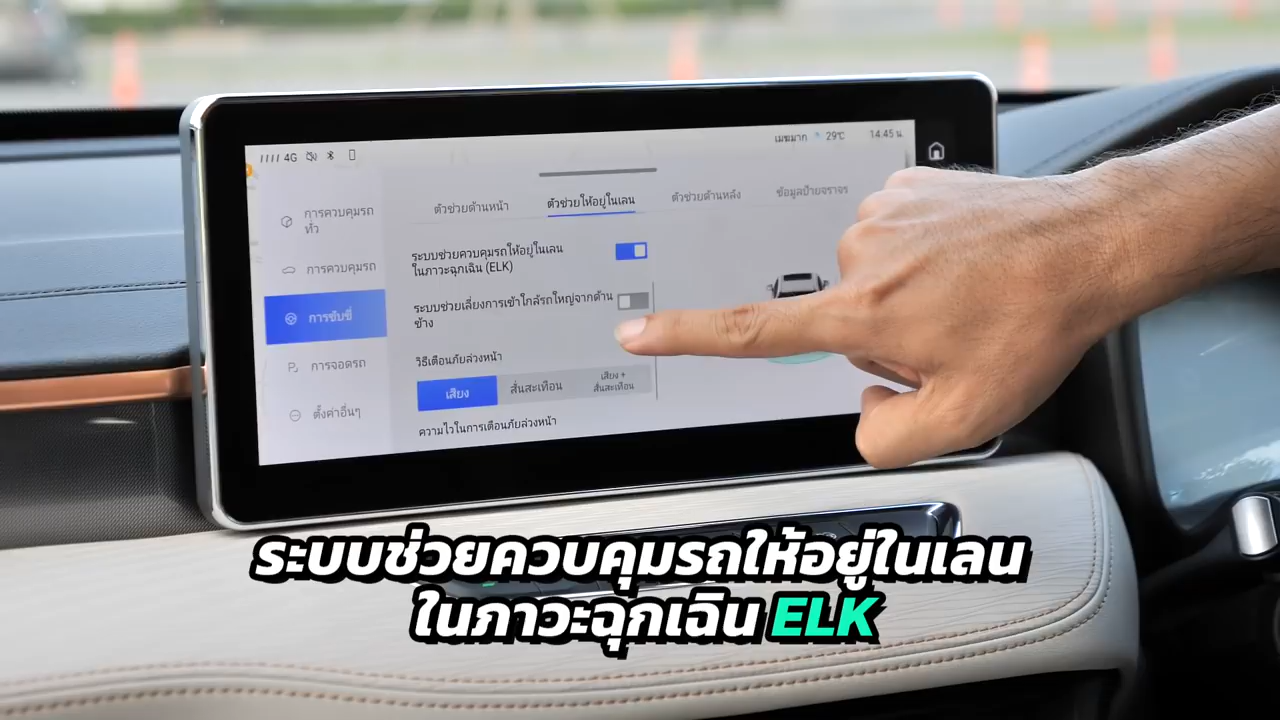 4G
เมฆมาก 29℃ 14:45 น.
ตัวช่วยด้านหน้า ตัวช่วยให้อยู่ในเลน ตัวช่วยด้านหลัง ข้อมูลป้ายจราจร
การควบคุมรถ
ทั่ว
การควบคุมรถ
การขับขี่
การจอดรถ
ตั้งค่าอื่นๆ
ระบบช่วยควบคุมรถให้อยู่ในเลน
ในภาวะฉุกเฉิน (ELK)
ระบบช่วยเลี่ยงการเข้าใกล้รถใหญ่จากด้าน
ข้าง
วิธีเตือนภัยล่วงหน้า
เสียง
สั่นสะเทือน
เสียง +
สั่นสะเทือน
ความไวในการเตือนภัยล่วงหน้า
ระบบช่วยควบคุมรถให้อยู่ในเลน
ในภาวะฉุกเฉิน ELK